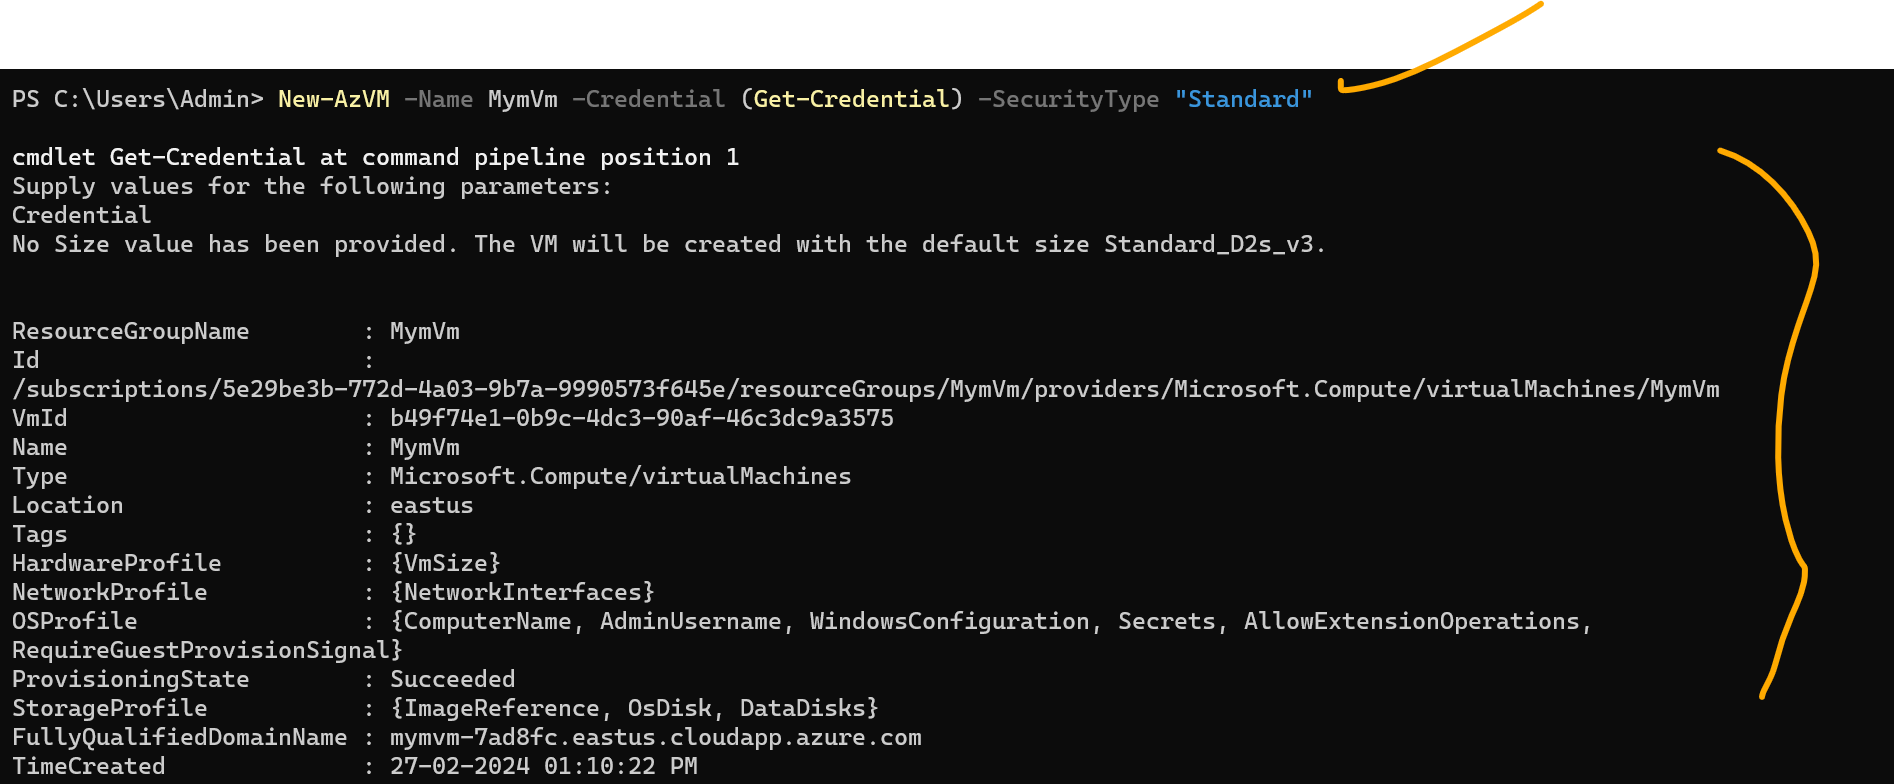 PS C:\Users\Admin> New-AzVM -Name MymVm -Credential (Get-Credential) -SecurityType "Standard"
cmdlet Get-Credential at command pipeline position 1
Supply values for the following parameters:
Credential
No Size value has been provided. The VM will be created with the default size Standard_D2s_v3.
ResourceGroupName        : MymVm
Id                       :
/subscriptions/5e29be3b-772d-4a03-9b7a-9990573f645e/resourceGroups/MymVm/providers/Microsoft.Compute/virtualMachines/MymVm
VmId                     : b49f74e1-0b9c-4dc3-90af-46c3dc9a3575
Name                     : MymVm
Type                     : Microsoft.Compute/virtualMachines
Location                 : eastus
Tags                     : {}
HardwareProfile          : {VmSize}
NetworkProfile           : {NetworkInterfaces}
OSProfile                : {ComputerName, AdminUsername, WindowsConfiguration, Secrets, AllowExtensionOperations,
RequireGuestProvisionSignal}
ProvisioningState        : Succeeded
StorageProfile           : {ImageReference, OsDisk, DataDisks}
FullyQualifiedDomainName : mymvm-7ad8fc.eastus.cloudapp.azure.com
TimeCreated              : 27-02-2024 01:10:22 PM